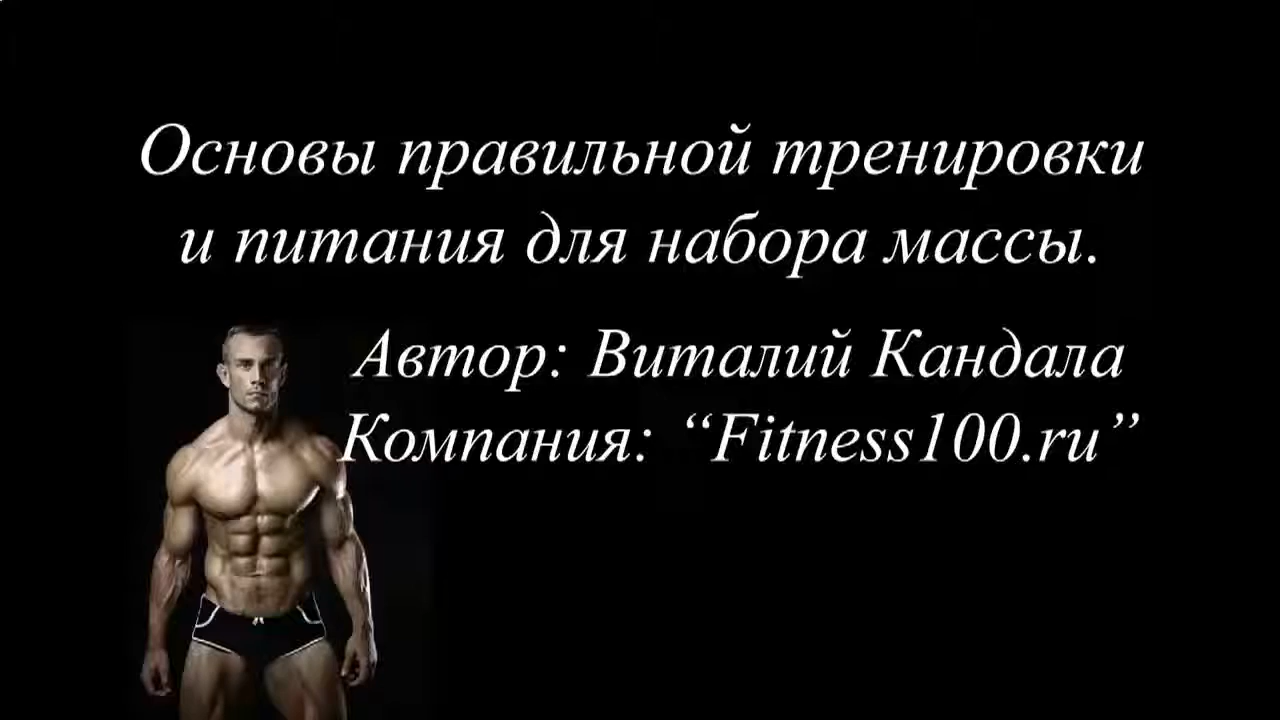 Основы правильной тренировки
и питания для набора массы.
Автор: Виталий Кандала
Компания: “Fitness100.ru”